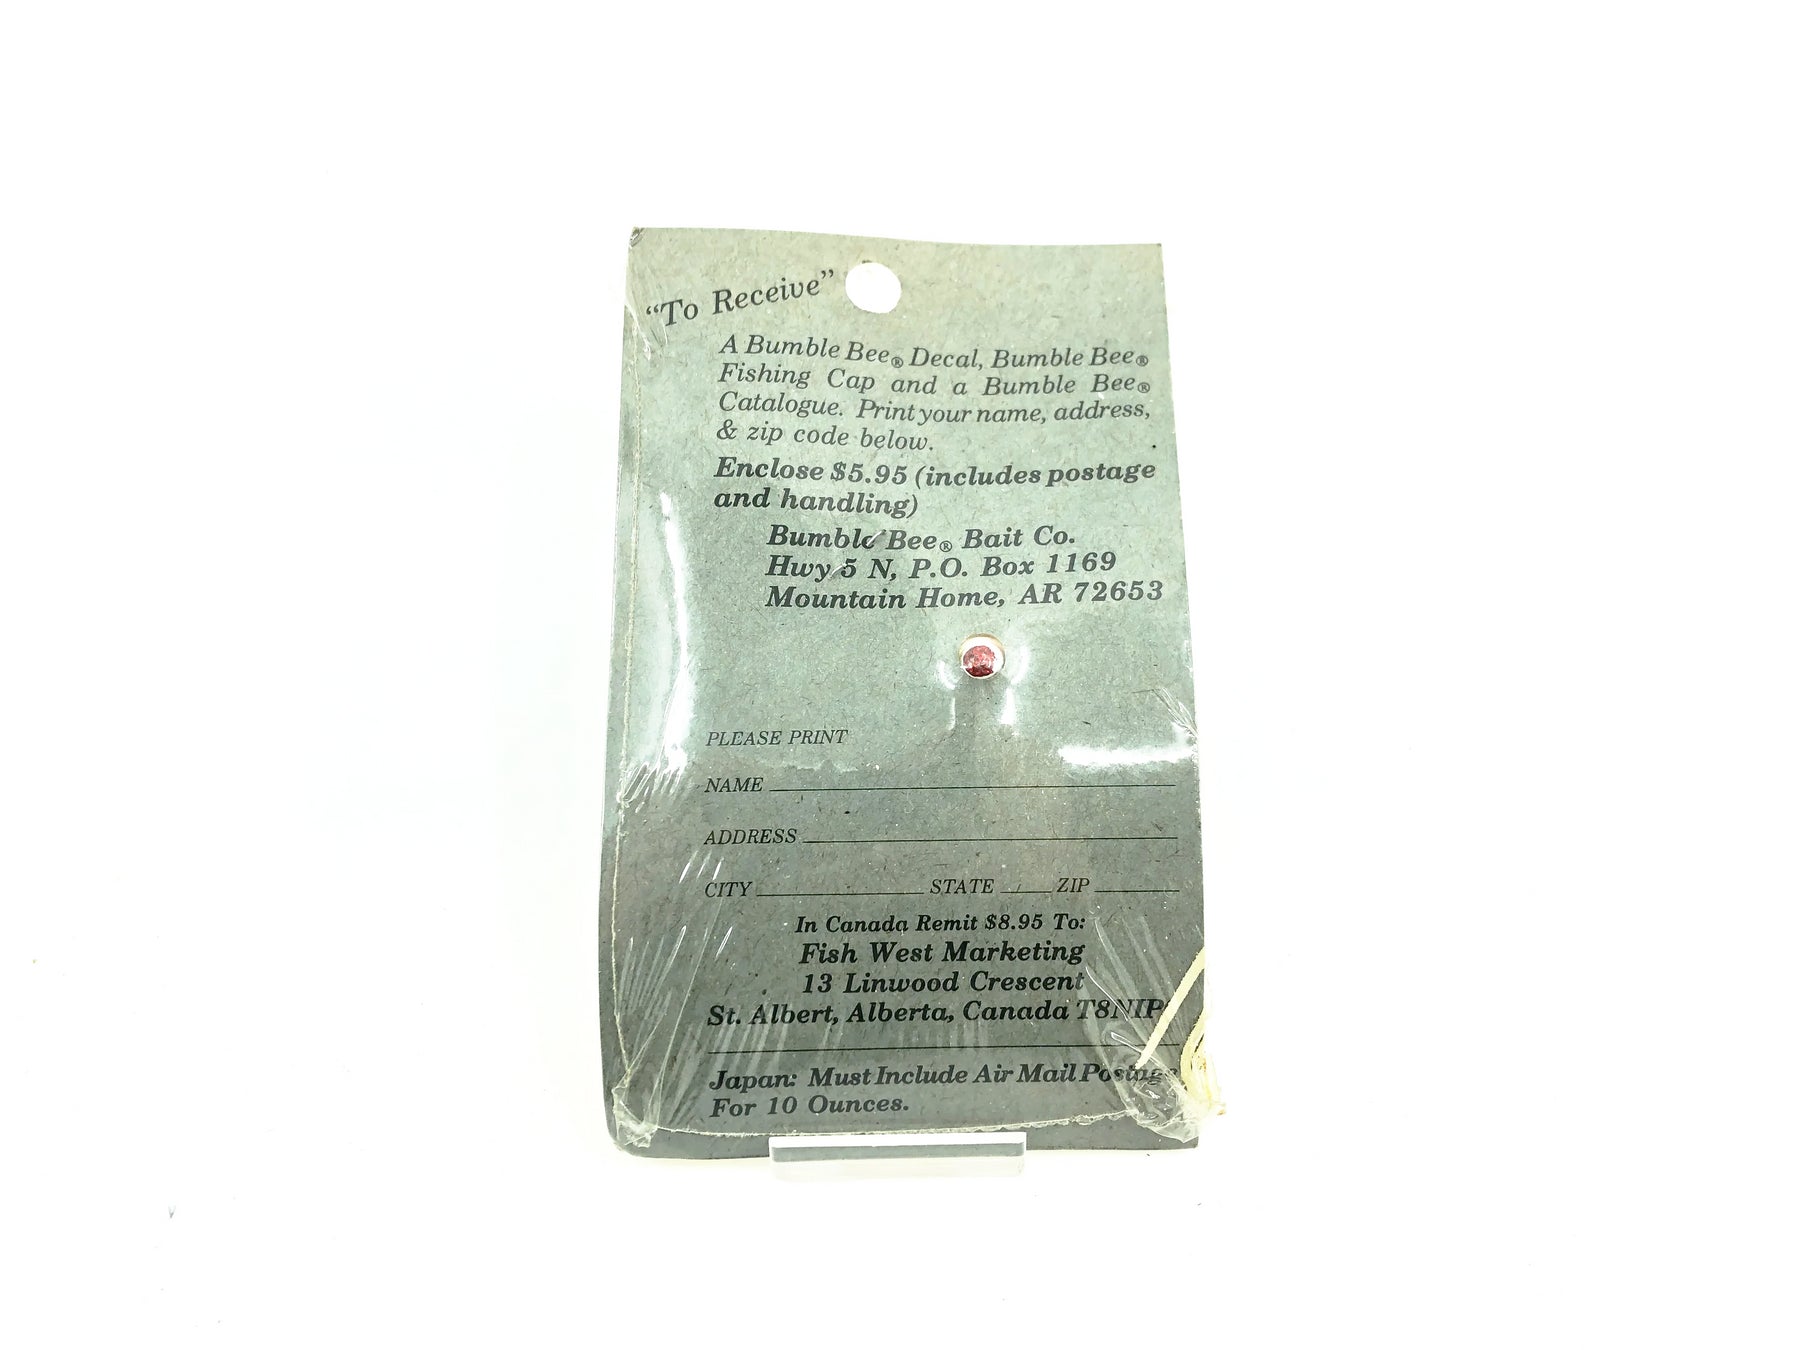 “To Receive”
A Bumble Bee® Decal, Bumble Bee®
Fishing Cap and a Bumble Bee®
Catalogue. Print your name, address,
& zip code below.
Enclose $5.95 (includes postage
and handling)
Bumble Bee® Bait Co.
Hwy 5 N, P.O. Box 1169
Mountain Home, AR 72653
PLEASE PRINT
NAME
ADDRESS
CITY STATE ZIP
In Canada Remit $8.95 To:
Fish West Marketing
13 Linwood Crescent
St. Albert, Alberta, Canada
Japan: Must Include Air Mail Postage
For 10 Ounces.